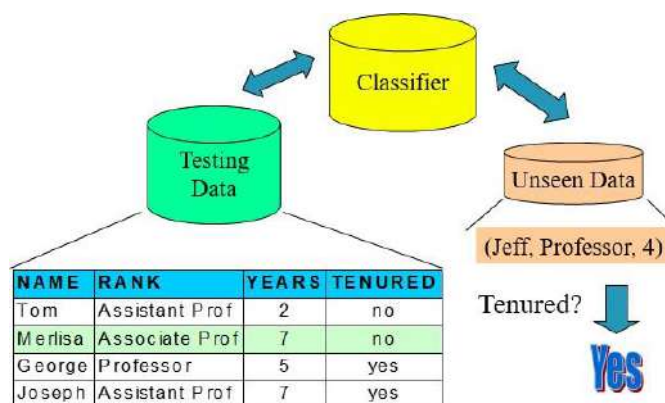 Classifier
Testing
Data
Unseen Data
(Jeff, Professor, 4)
NAME RANK YEARS TENURED
Tom Assistant Prof 2 no
Merlisa Associate Prof 7 no
George Professor 5 yes
Joseph Assistant Prof 7 yes
Tenured?
Yes